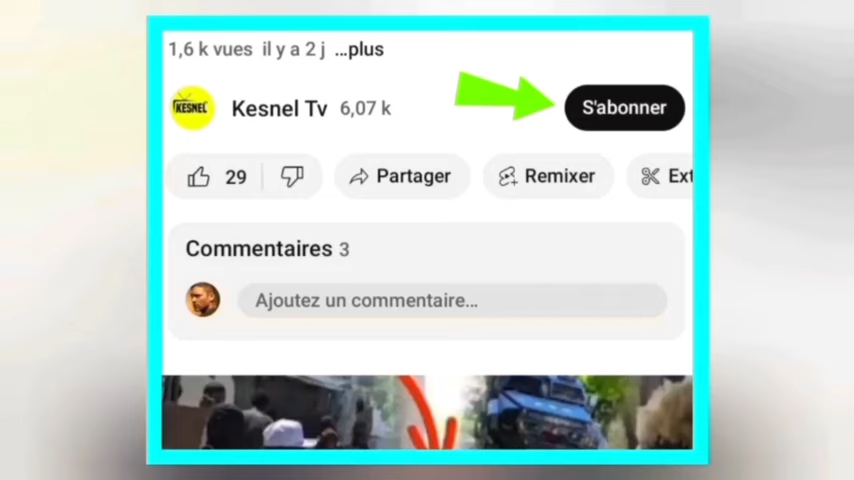 1,6 k vues il y a 2 j ...plus
KESNEL
Kesnel Tv 6,07 k
S'abonner
29
Partager
Remixer
Ext
Commentaires 3
Ajoutez un commentaire...